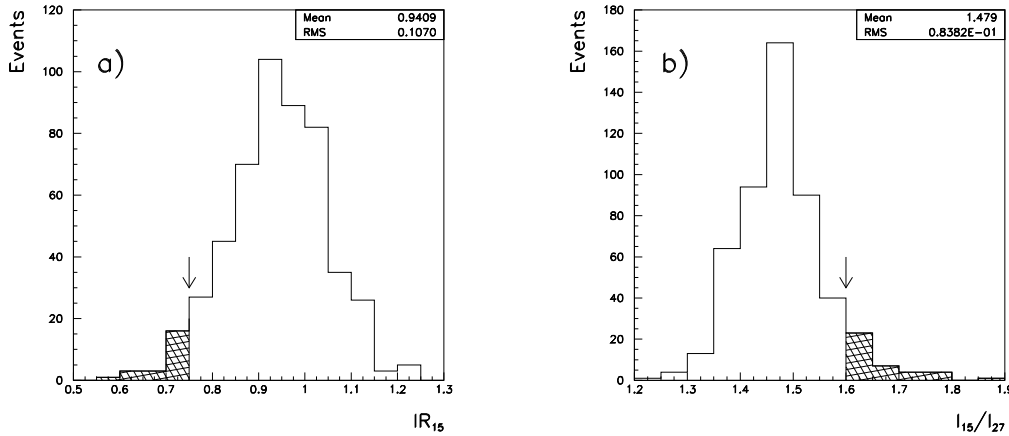 Mean 0.9409
RMS 0.1070
a)
Events
120
100
80
60
40
20
0
0.5 0.6 0.7 0.8 0.9 1 1.1 1.2 1.3
IR15
Mean 1.479
RMS 0.8382E-01
b)
Events
180
160
140
120
100
80
60
40
20
0
1.2 1.3 1.4 1.5 1.6 1.7 1.8 1.9
I15/I27